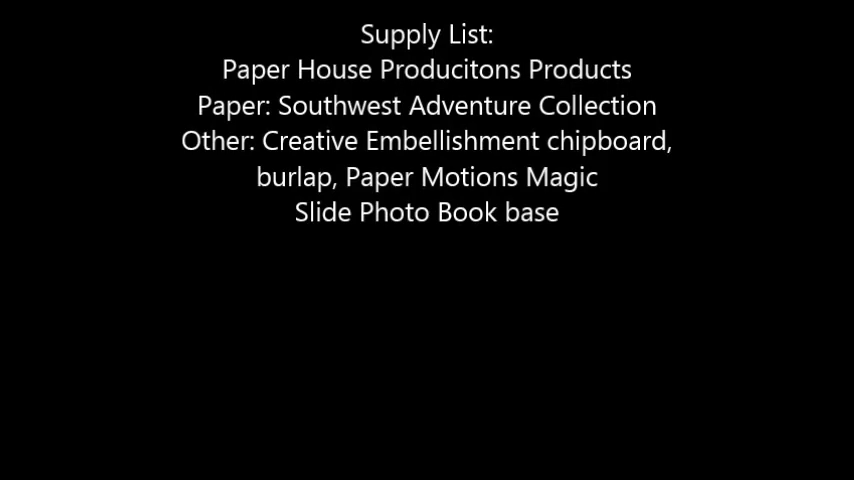 Supply List:
Paper House Producitons Products
Paper: Southwest Adventure Collection
Other: Creative Embellishment chipboard,
burlap, Paper Motions Magic
Slide Photo Book base